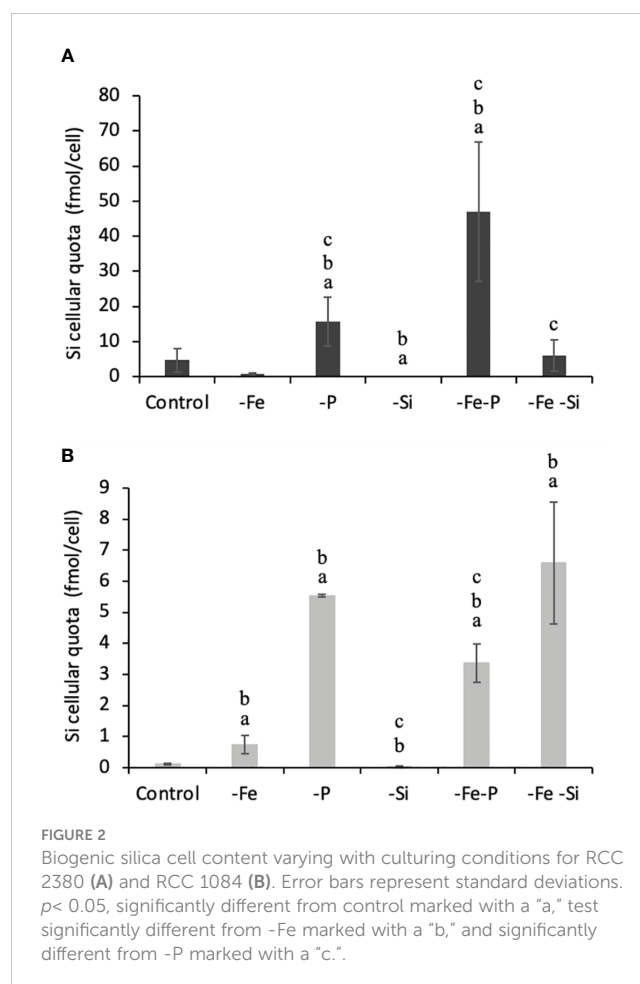 A
80
70
60
50
40
30
20
10
0
Si cellular quota (fmol/cell)
c
b
a
b
a
c
b
a
c
Control -Fe -P -Si -Fe-P -Fe -Si
B
9
8
7
6
5
4
3
2
1
0
Si cellular quota (fmol/cell)
b
a
b
a
c
b
c
b
a
b
a
Control -Fe -P -Si -Fe-P -Fe -Si
FIGURE 2
Biogenic silica cell content varying with culturing conditions for RCC
2380 (A) and RCC 1084 (B). Error bars represent standard deviations.
p< 0.05, significantly different from control marked with a “a,” test
significantly different from -Fe marked with a “b,” and significantly
different from -P marked with a “c.”.